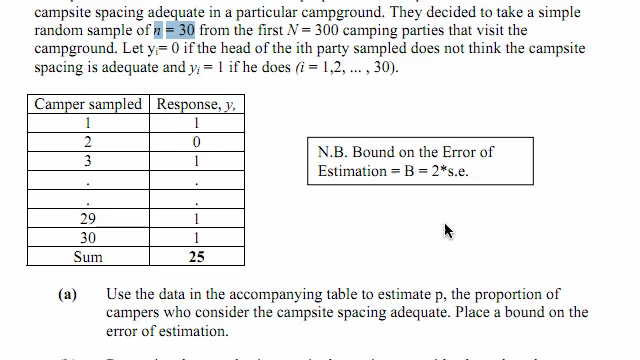 campsite spacing adequate in a particular campground. They decided to take a simple
random sample of n = 30 from the first N = 300 camping parties that visit the
campground. Let yi= 0 if the head of the ith party sampled does not think the campsite
spacing is adequate and yi = 1 if he does (i = 1,2, ... , 30).
Camper sampled Response, y,
1 1
2 0
3 1
. .
. .
29 1
30 1
Sum 25
N.B. Bound on the Error of
Estimation = B = 2*s.e.
(a) Use the data in the accompanying table to estimate p, the proportion of
campers who consider the campsite spacing adequate. Place a bound on the
error of estimation.